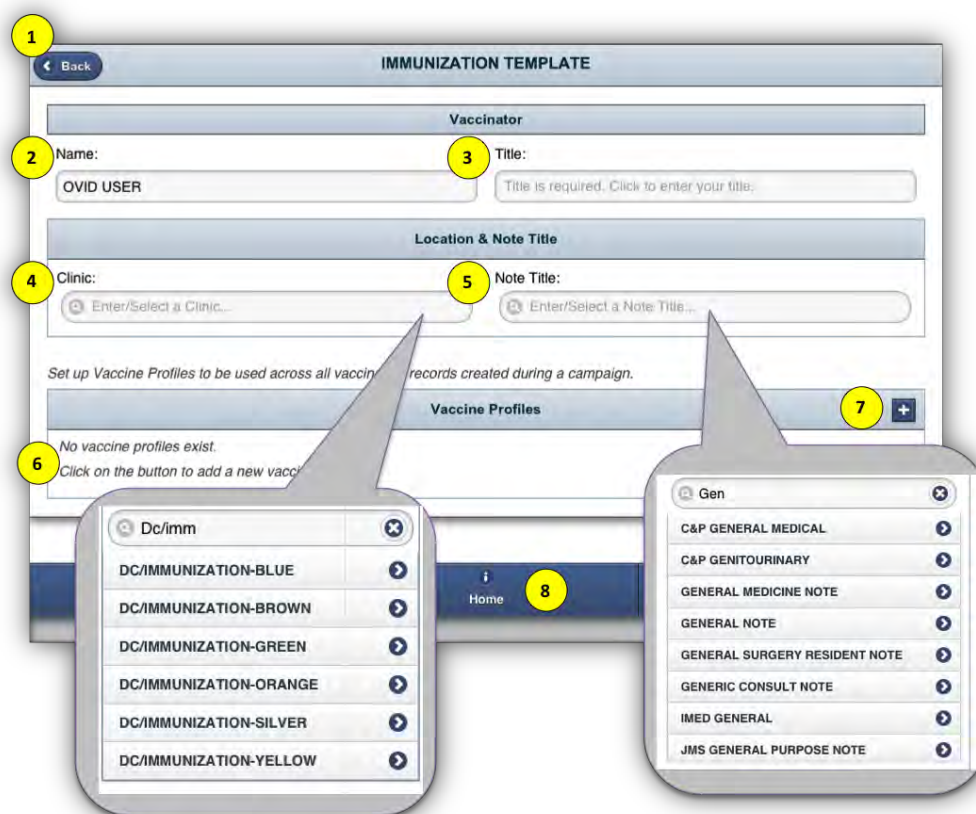 1
Back
IMMUNIZATION TEMPLATE
Vaccinator
2 Name:
3 Title:
OVID USER
Title is required. Click to enter your title.
Location & Note Title
4 Clinic:
5 Note Title:
Enter/Select a Clinic...
Enter/Select a Note Title...
Set up Vaccine Profiles to be used across all vaccin records created during a campaign.
Vaccine Profiles
7 +
No vaccine profiles exist.
6
Click on the button to add a new vacci
Dc/imm
DC/IMMUNIZATION-BLUE
DC/IMMUNIZATION-BROWN
DC/IMMUNIZATION-GREEN
DC/IMMUNIZATION-ORANGE
DC/IMMUNIZATION-SILVER
DC/IMMUNIZATION-YELLOW
Home
8
Gen
C&P GENERAL MEDICAL
C&P GENITOURINARY
GENERAL MEDICINE NOTE
GENERAL NOTE
GENERAL SURGERY RESIDENT NOTE
GENERIC CONSULT NOTE
IMED GENERAL
JMS GENERAL PURPOSE NOTE